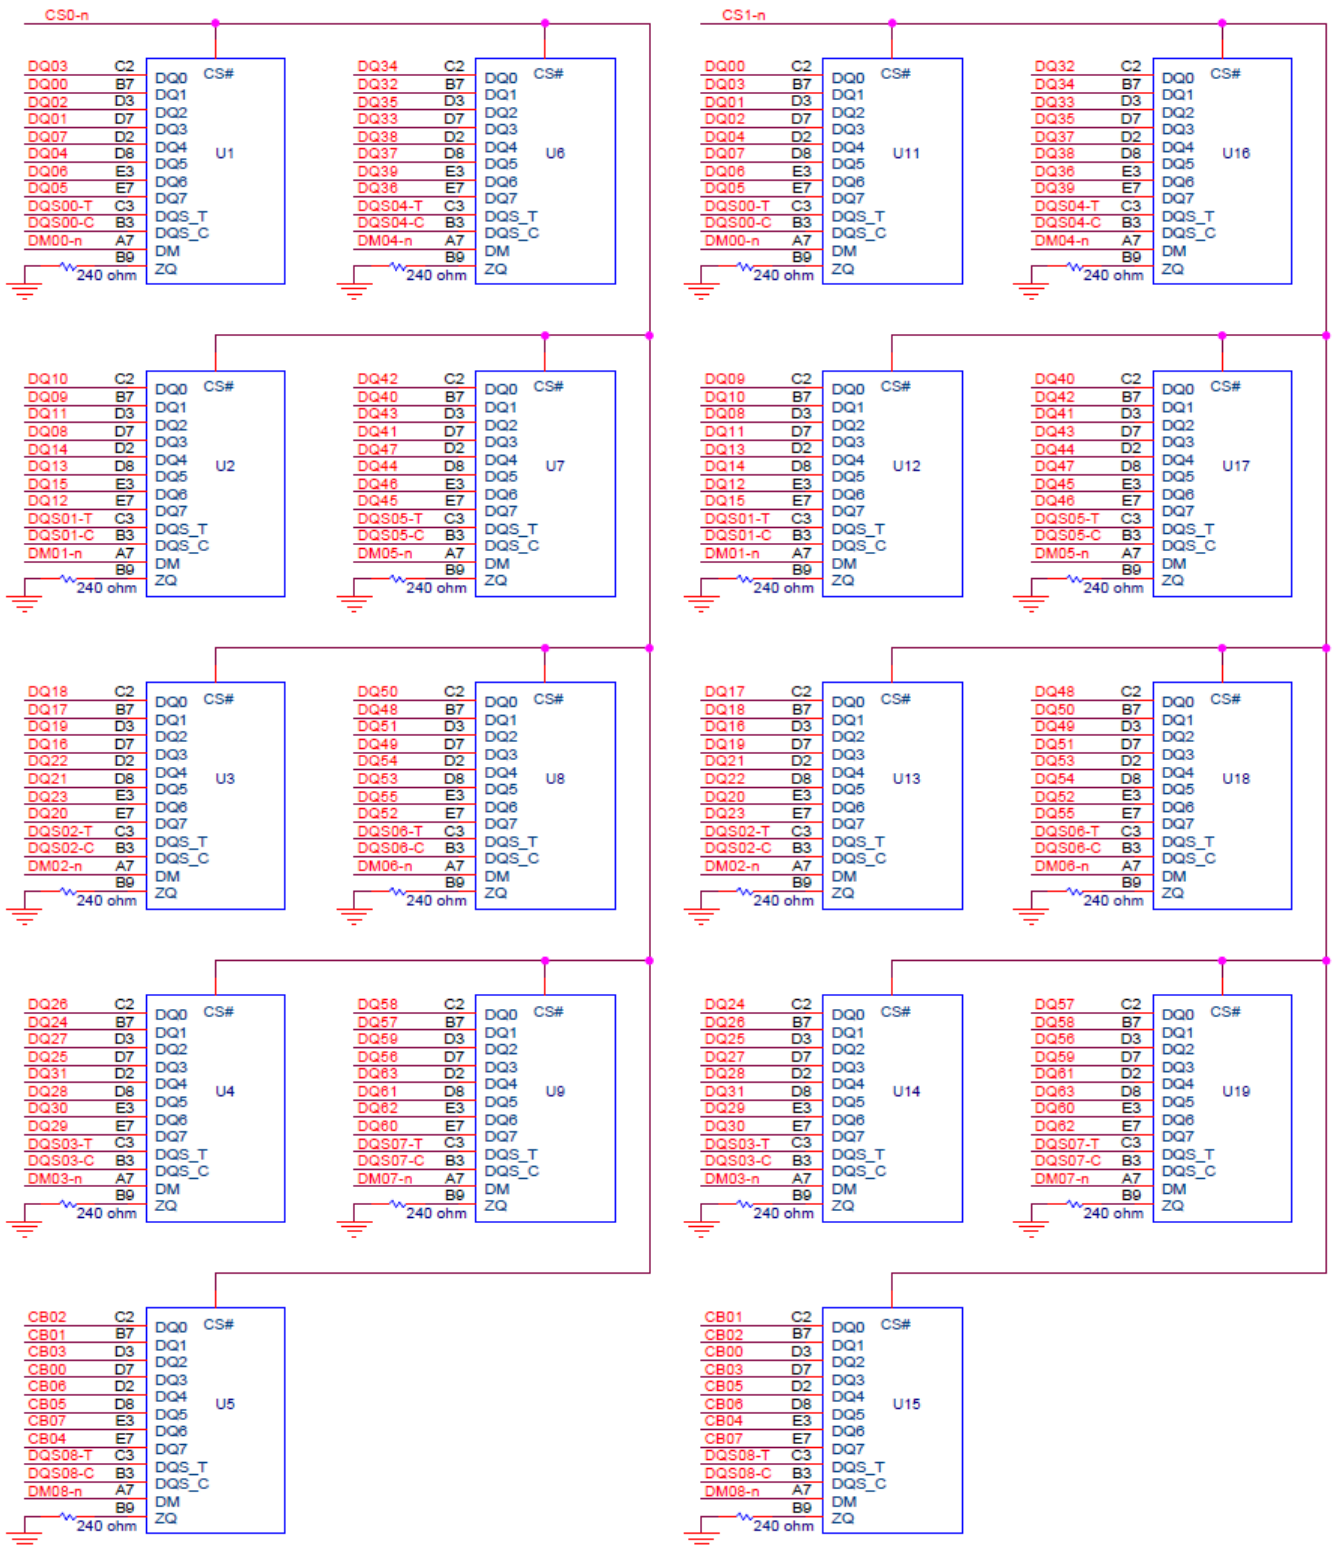 CS0-n
DQ03 C2 DQ0 CS#
DQ00 B7 DQ1
DQ02 D3 DQ2
DQ01 D7 DQ3
DQ07 D2 DQ4 U1
DQ04 D8 DQ5
DQ06 E3 DQ6
DQ05 E7 DQ7
DQS00-T C3 DQS_T
DQS00-C B3 DQS_C
DM00-n A7 DM
B9 ZQ
240 ohm
DQ34 C2 DQ0 CS#
DQ32 B7 DQ1
DQ35 D3 DQ2
DQ33 D7 DQ3
DQ38 D2 DQ4 U6
DQ37 D8 DQ5
DQ39 E3 DQ6
DQ36 E7 DQ7
DQS04-T C3 DQS_T
DQS04-C B3 DQS_C
DM04-n A7 DM
B9 ZQ
240 ohm
DQ10 C2 DQ0 CS#
DQ09 B7 DQ1
DQ11 D3 DQ2
DQ08 D7 DQ3
DQ14 D2 DQ4 U2
DQ13 D8 DQ5
DQ15 E3 DQ6
DQ12 E7 DQ7
DQS01-T C3 DQS_T
DQS01-C B3 DQS_C
DM01-n A7 DM
B9 ZQ
240 ohm
DQ42 C2 DQ0 CS#
DQ40 B7 DQ1
DQ43 D3 DQ2
DQ41 D7 DQ3
DQ47 D2 DQ4 U7
DQ44 D8 DQ5
DQ46 E3 DQ6
DQ45 E7 DQ7
DQS05-T C3 DQS_T
DQS05-C B3 DQS_C
DM05-n A7 DM
B9 ZQ
240 ohm
DQ18 C2 DQ0 CS#
DQ17 B7 DQ1
DQ19 D3 DQ2
DQ16 D7 DQ3
DQ22 D2 DQ4 U3
DQ21 D8 DQ5
DQ23 E3 DQ6
DQ20 E7 DQ7
DQS02-T C3 DQS_T
DQS02-C B3 DQS_C
DM02-n A7 DM
B9 ZQ
240 ohm
DQ50 C2 DQ0 CS#
DQ48 B7 DQ1
DQ51 D3 DQ2
DQ49 D7 DQ3
DQ54 D2 DQ4 U8
DQ53 D8 DQ5
DQ55 E3 DQ6
DQ52 E7 DQ7
DQS06-T C3 DQS_T
DQS06-C B3 DQS_C
DM06-n A7 DM
B9 ZQ
240 ohm
DQ26 C2 DQ0 CS#
DQ24 B7 DQ1
DQ27 D3 DQ2
DQ25 D7 DQ3
DQ31 D2 DQ4 U4
DQ28 D8 DQ5
DQ30 E3 DQ6
DQ29 E7 DQ7
DQS03-T C3 DQS_T
DQS03-C B3 DQS_C
DM03-n A7 DM
B9 ZQ
240 ohm
DQ58 C2 DQ0 CS#
DQ57 B7 DQ1
DQ59 D3 DQ2
DQ56 D7 DQ3
DQ63 D2 DQ4 U9
DQ61 D8 DQ5
DQ62 E3 DQ6
DQ60 E7 DQ7
DQS07-T C3 DQS_T
DQS07-C B3 DQS_C
DM07-n A7 DM
B9 ZQ
240 ohm
CB02 C2 DQ0 CS#
CB01 B7 DQ1
CB03 D3 DQ2
CB00 D7 DQ3
CB06 D2 DQ4 U5
CB05 D8 DQ5
CB07 E3 DQ6
CB04 E7 DQ7
DQS08-T C3 DQS_T
DQS08-C B3 DQS_C
DM08-n A7 DM
B9 ZQ
240 ohm
CS1-n
DQ00 C2 DQ0 CS#
DQ03 B7 DQ1
DQ01 D3 DQ2
DQ02 D7 DQ3
DQ04 D2 DQ4 U11
DQ07 D8 DQ5
DQ06 E3 DQ6
DQ05 E7 DQ7
DQS00-T C3 DQS_T
DQS00-C B3 DQS_C
DM00-n A7 DM
B9 ZQ
240 ohm
DQ32 C2 DQ0 CS#
DQ34 B7 DQ1
DQ33 D3 DQ2
DQ35 D7 DQ3
DQ37 D2 DQ4 U16
DQ38 D8 DQ5
DQ36 E3 DQ6
DQ39 E7 DQ7
DQS04-T C3 DQS_T
DQS04-C B3 DQS_C
DM04-n A7 DM
B9 ZQ
240 ohm
DQ09 C2 DQ0 CS#
DQ10 B7 DQ1
DQ08 D3 DQ2
DQ11 D7 DQ3
DQ13 D2 DQ4 U12
DQ14 D8 DQ5
DQ12 E3 DQ6
DQ15 E7 DQ7
DQS01-T C3 DQS_T
DQS01-C B3 DQS_C
DM01-n A7 DM
B9 ZQ
240 ohm
DQ40 C2 DQ0 CS#
DQ42 B7 DQ1
DQ41 D3 DQ2
DQ43 D7 DQ3
DQ44 D2 DQ4 U17
DQ47 D8 DQ5
DQ45 E3 DQ6
DQ46 E7 DQ7
DQS05-T C3 DQS_T
DQS05-C B3 DQS_C
DM05-n A7 DM
B9 ZQ
240 ohm
DQ17 C2 DQ0 CS#
DQ18 B7 DQ1
DQ16 D3 DQ2
DQ19 D7 DQ3
DQ21 D2 DQ4 U13
DQ22 D8 DQ5
DQ20 E3 DQ6
DQ23 E7 DQ7
DQS02-T C3 DQS_T
DQS02-C B3 DQS_C
DM02-n A7 DM
B9 ZQ
240 ohm
DQ48 C2 DQ0 CS#
DQ50 B7 DQ1
DQ49 D3 DQ2
DQ51 D7 DQ3
DQ53 D2 DQ4 U18
DQ54 D8 DQ5
DQ52 E3 DQ6
DQ55 E7 DQ7
DQS06-T C3 DQS_T
DQS06-C B3 DQS_C
DM06-n A7 DM
B9 ZQ
240 ohm
DQ24 C2 DQ0 CS#
DQ26 B7 DQ1
DQ25 D3 DQ2
DQ27 D7 DQ3
DQ28 D2 DQ4 U14
DQ31 D8 DQ5
DQ29 E3 DQ6
DQ30 E7 DQ7
DQS03-T C3 DQS_T
DQS03-C B3 DQS_C
DM03-n A7 DM
B9 ZQ
240 ohm
DQ57 C2 DQ0 CS#
DQ58 B7 DQ1
DQ56 D3 DQ2
DQ59 D7 DQ3
DQ61 D2 DQ4 U19
DQ63 D8 DQ5
DQ60 E3 DQ6
DQ62 E7 DQ7
DQS07-T C3 DQS_T
DQS07-C B3 DQS_C
DM07-n A7 DM
B9 ZQ
240 ohm
CB01 C2 DQ0 CS#
CB02 B7 DQ1
CB00 D3 DQ2
CB03 D7 DQ3
CB05 D2 DQ4 U15
CB06 D8 DQ5
CB04 E3 DQ6
CB07 E7 DQ7
DQS08-T C3 DQS_T
DQS08-C B3 DQS_C
DM08-n A7 DM
B9 ZQ
240 ohm